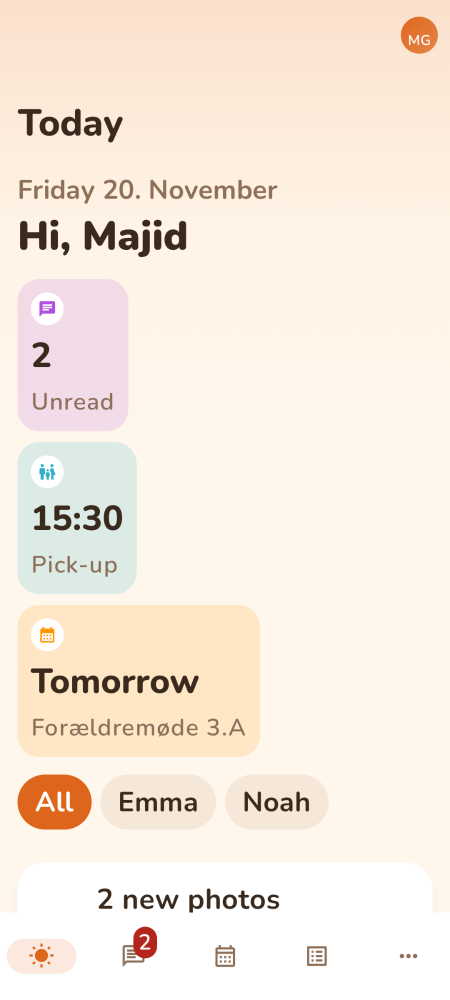 MG
Today
Friday 20. November
Hi, Majid
2
Unread
15:30
Pick-up
Tomorrow
Forældremøde 3.A
All Emma Noah
2 new photos
2